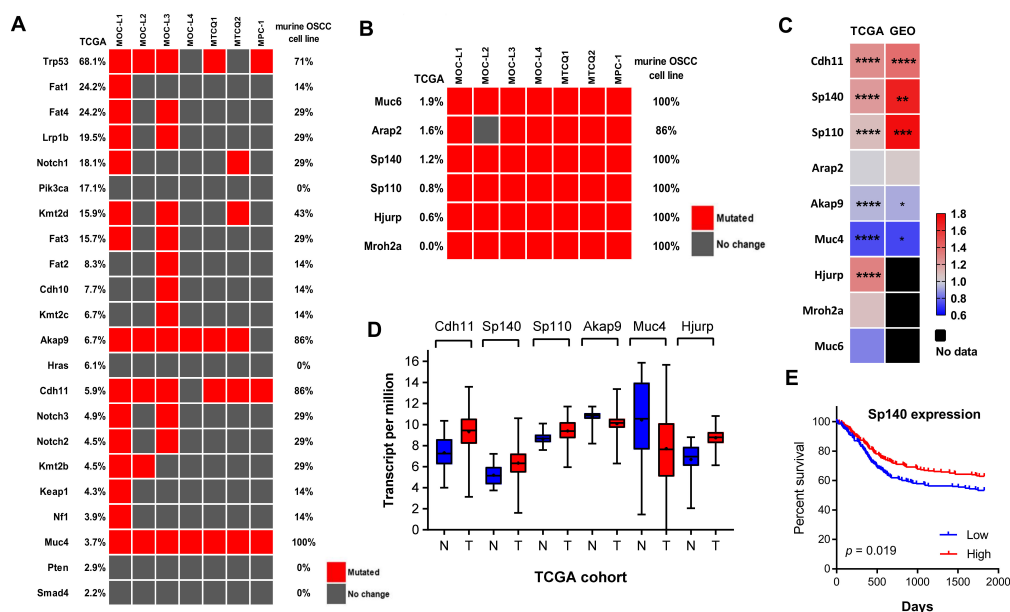 A
TCGA MOC-L1 MOC-L2 MOC-L3 MOC-L4 MTCQ1 MTCQ2 MPC-1 murine OSCC
cell line
Trp53 68.1% 71%
Fat1 24.2% 14%
Fat4 24.2% 29%
Lrp1b 19.5% 29%
Notch1 18.1% 29%
Pik3ca 17.1% 0%
Kmt2d 15.9% 43%
Fat3 15.7% 29%
Fat2 8.3% 14%
Cdh10 7.7% 14%
Kmt2c 6.7% 14%
Akap9 6.7% 86%
Hras 6.1% 0%
Cdh11 5.9% 86%
Notch3 4.9% 29%
Notch2 4.5% 29%
Kmt2b 4.5% 29%
Keap1 4.3% 14%
Nf1 3.9% 14%
Muc4 3.7% 100%
Pten 2.9% 0%
Smad4 2.2% 0%
Mutated
No change
B
TCGA MOC-L1 MOC-L2 MOC-L3 MOC-L4 MTCQ1 MTCQ2 MPC-1 murine OSCC
cell line
Muc6 1.9% 100%
Arap2 1.6% 86%
Sp140 1.2% 100%
Sp110 0.8% 100%
Hjurp 0.6% 100%
Mroh2a 0.0% 100%
Mutated
No change
C
TCGA GEO
Cdh11 **** ****
Sp140 **** **
Sp110 **** ***
Arap2
Akap9 **** *
Muc4 **** *
Hjurp ****
Mroh2a
Muc6
1.8
1.6
1.4
1.2
1.0
0.8
0.6
No data
D
Cdh11 Sp140 Sp110 Akap9 Muc4 Hjurp
Transcript per million
16
14
12
10
8
6
4
2
0
N T N T N T N T N T N T
TCGA cohort
E
Sp140 expression
Percent survival
100
80
60
40
20
0
Low
High
p = 0.019
0 500 1000 1500 2000
Days